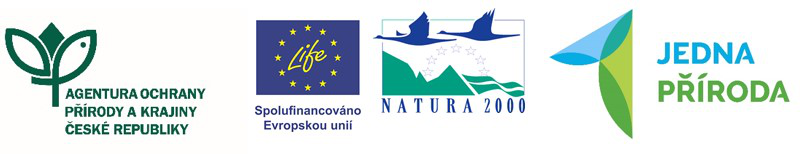 AGENTURA OCHRANY
PŘÍRODY A KRAJINY
ČESKÉ REPUBLIKY
Life
Spolufinancováno
Evropskou unií
NATURA 2000
JEDNA
PŘÍRODA